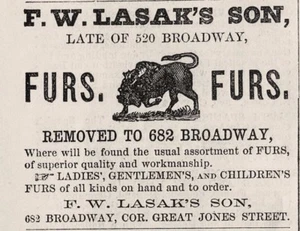 F. W. LASAK'S SON,
LATE OF 520 BROADWAY,
FURS. FURS.
REMOVED TO 682 BROADWAY,
Where will be found the usual assortment of FURS,
of superior quality and workmanship.
☞ LADIES', GENTLEMEN'S, AND CHILDREN'S
FURS of all kinds on hand and to order.
F. W. LASAK'S SON,
682 BROADWAY, COR. GREAT JONES STREET.